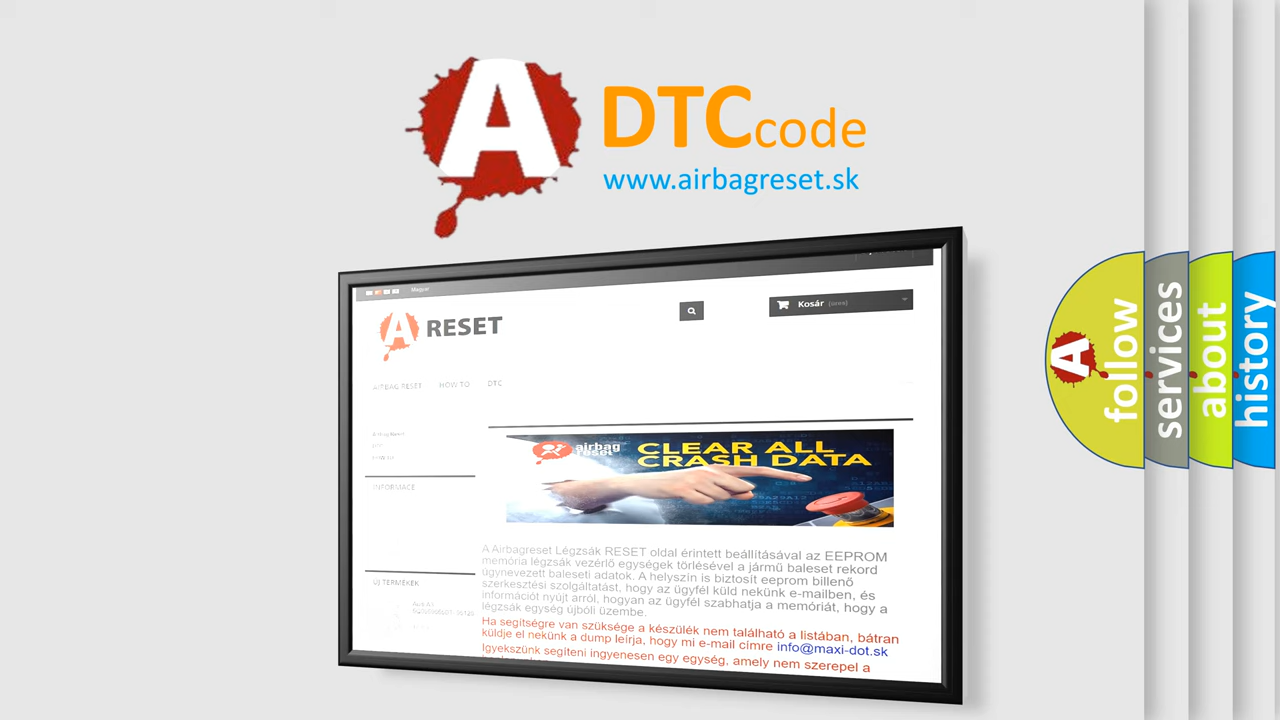 A DTCcode
www.airbagreset.sk
Magyar
Kosár (üres)
A RESET
AIRBAG RESET HOW TO DTC
INFORMACE
airbag
reset
CLEAR ALL
CRASH DATA
A Airbagreset Légzsák RESET oldal érintett beállításával az EEPROM
memória légzsák vezérlő egységek törlésével a jármű baleset rekord
úgynevezett baleseti adatok. A helyszín is biztosít eeprom billenő
szerkesztési szolgáltatást, hogy az ügyfél küld nekünk e-mailben, és
információt nyújt árról, hogyan az ügyfél szabhatja a memóriát, hogy a
légzsák egység újbóli üzembe.
Ha segítségre van szüksége a készülék nem található a listában, bátran
küldje el nekünk a dump leírja, hogy mi e-mail címre info@maxi-dot.sk
Igyekszünk segíteni ingyenesen egy egység, amely nem szerepel a
ÚJ TERMÉKEK
A
follow
services
about
history